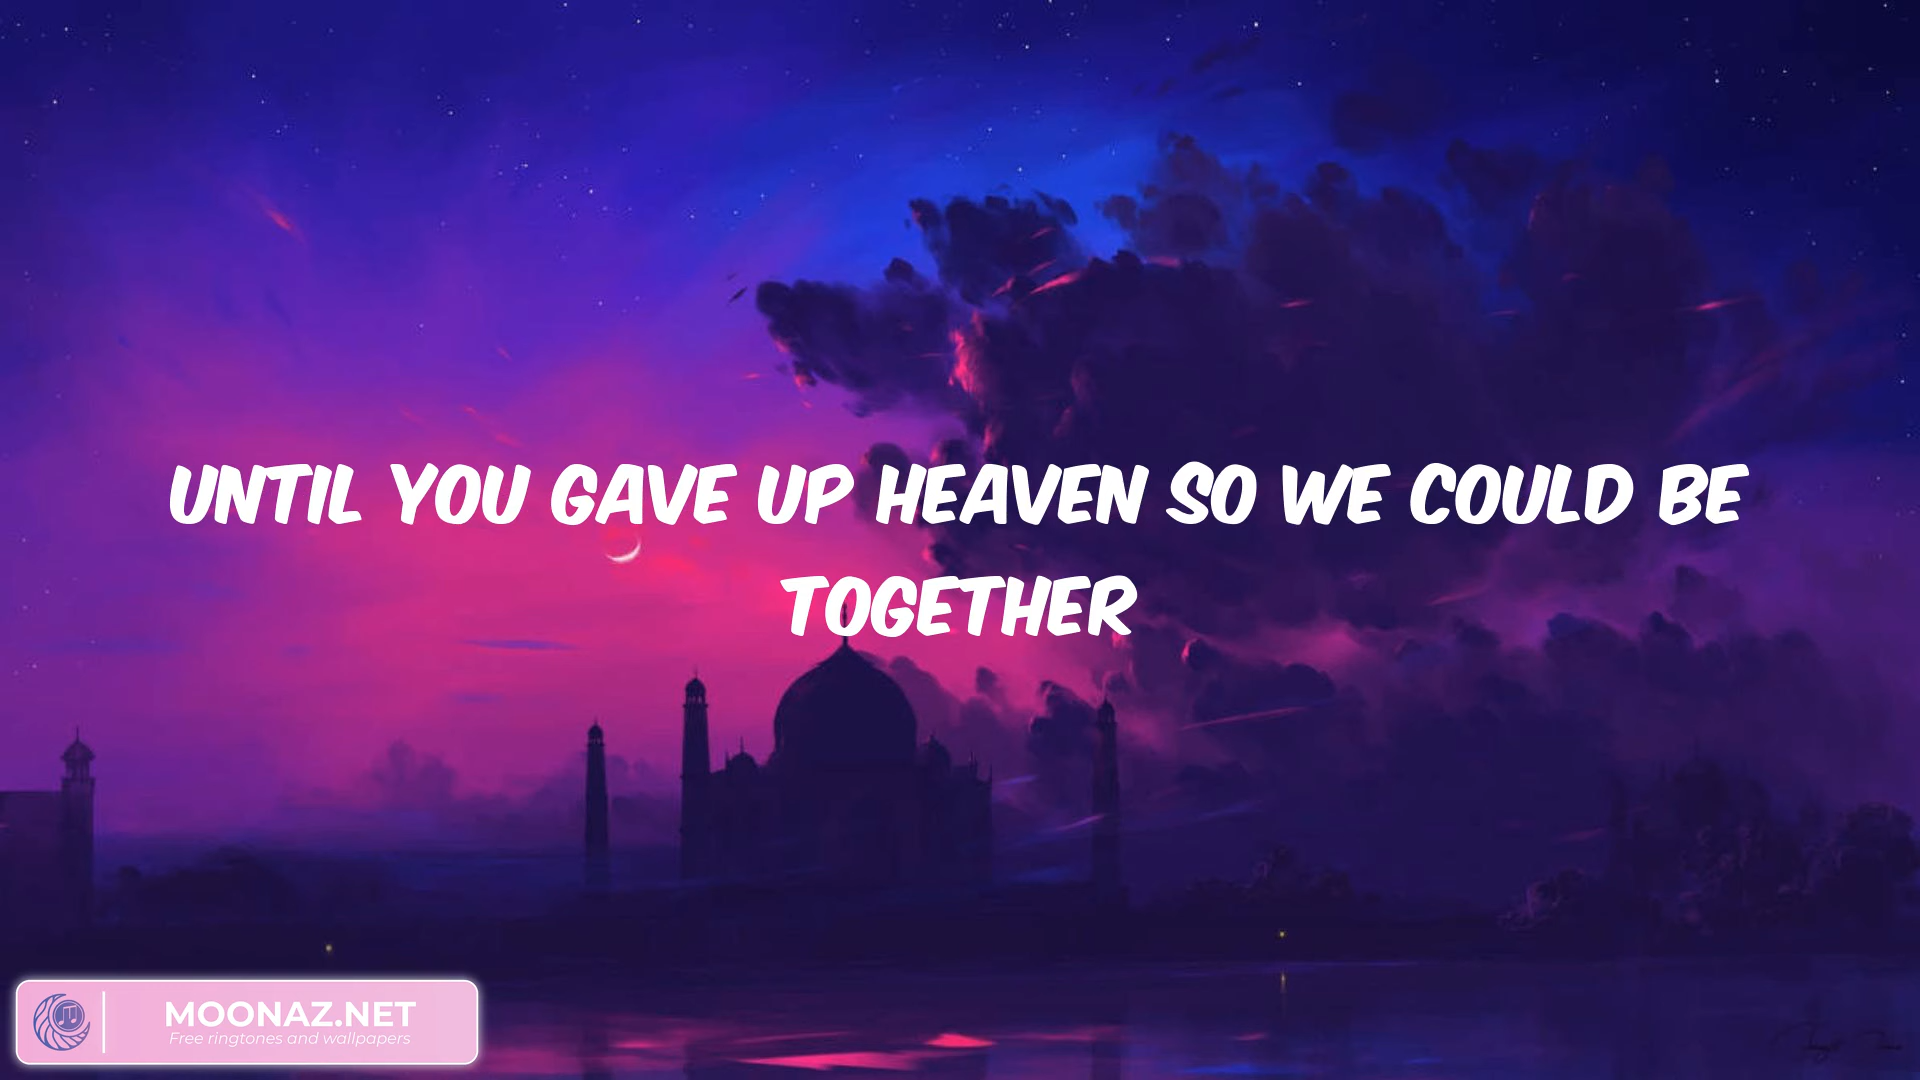 UNTIL YOU GAVE UP HEAVEN SO WE COULD BE
TOGETHER
MOONAZ.NET
Free ringtones and wallpapers